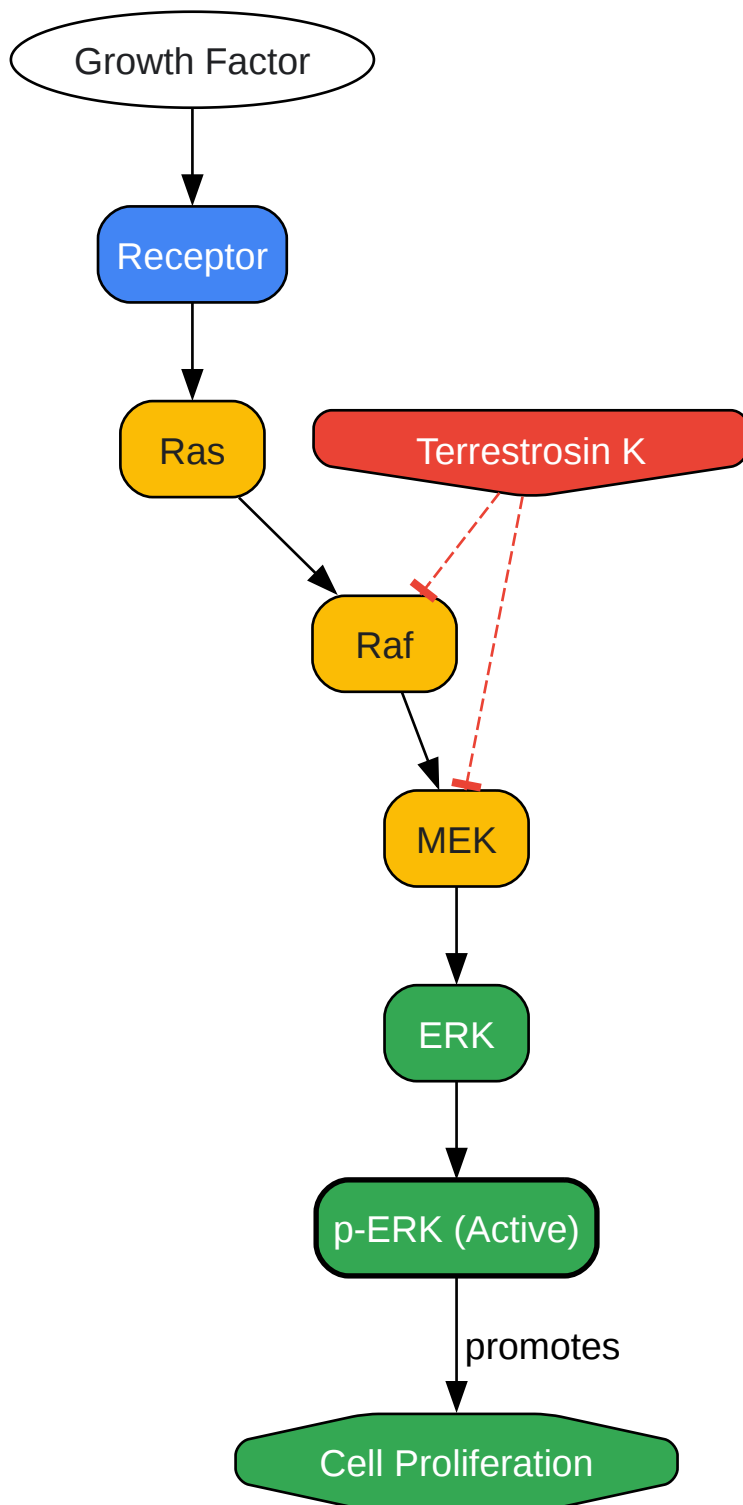 Growth Factor
Receptor
Ras
Terrestrosin K
Raf
MEK
ERK
p-ERK (Active)
promotes
Cell Proliferation